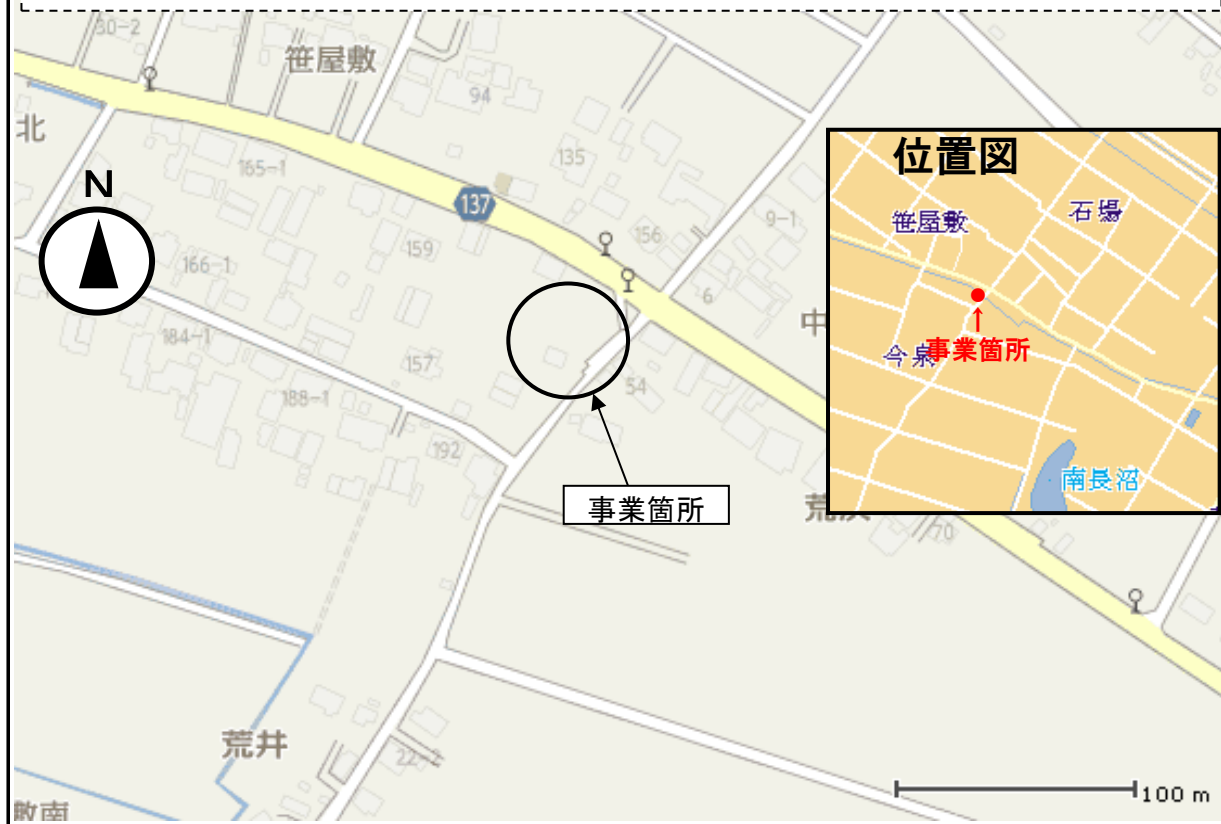 30-2
笹屋敷
94
北
165-1
135
N
137
159
156
9-1
166-1
6
中
184-1
157
54
188-1
192
事業箇所
70
荒井
22-2
敷南
100 m
位置図
笹屋敷
石場
今泉
事業箇所
南長沼